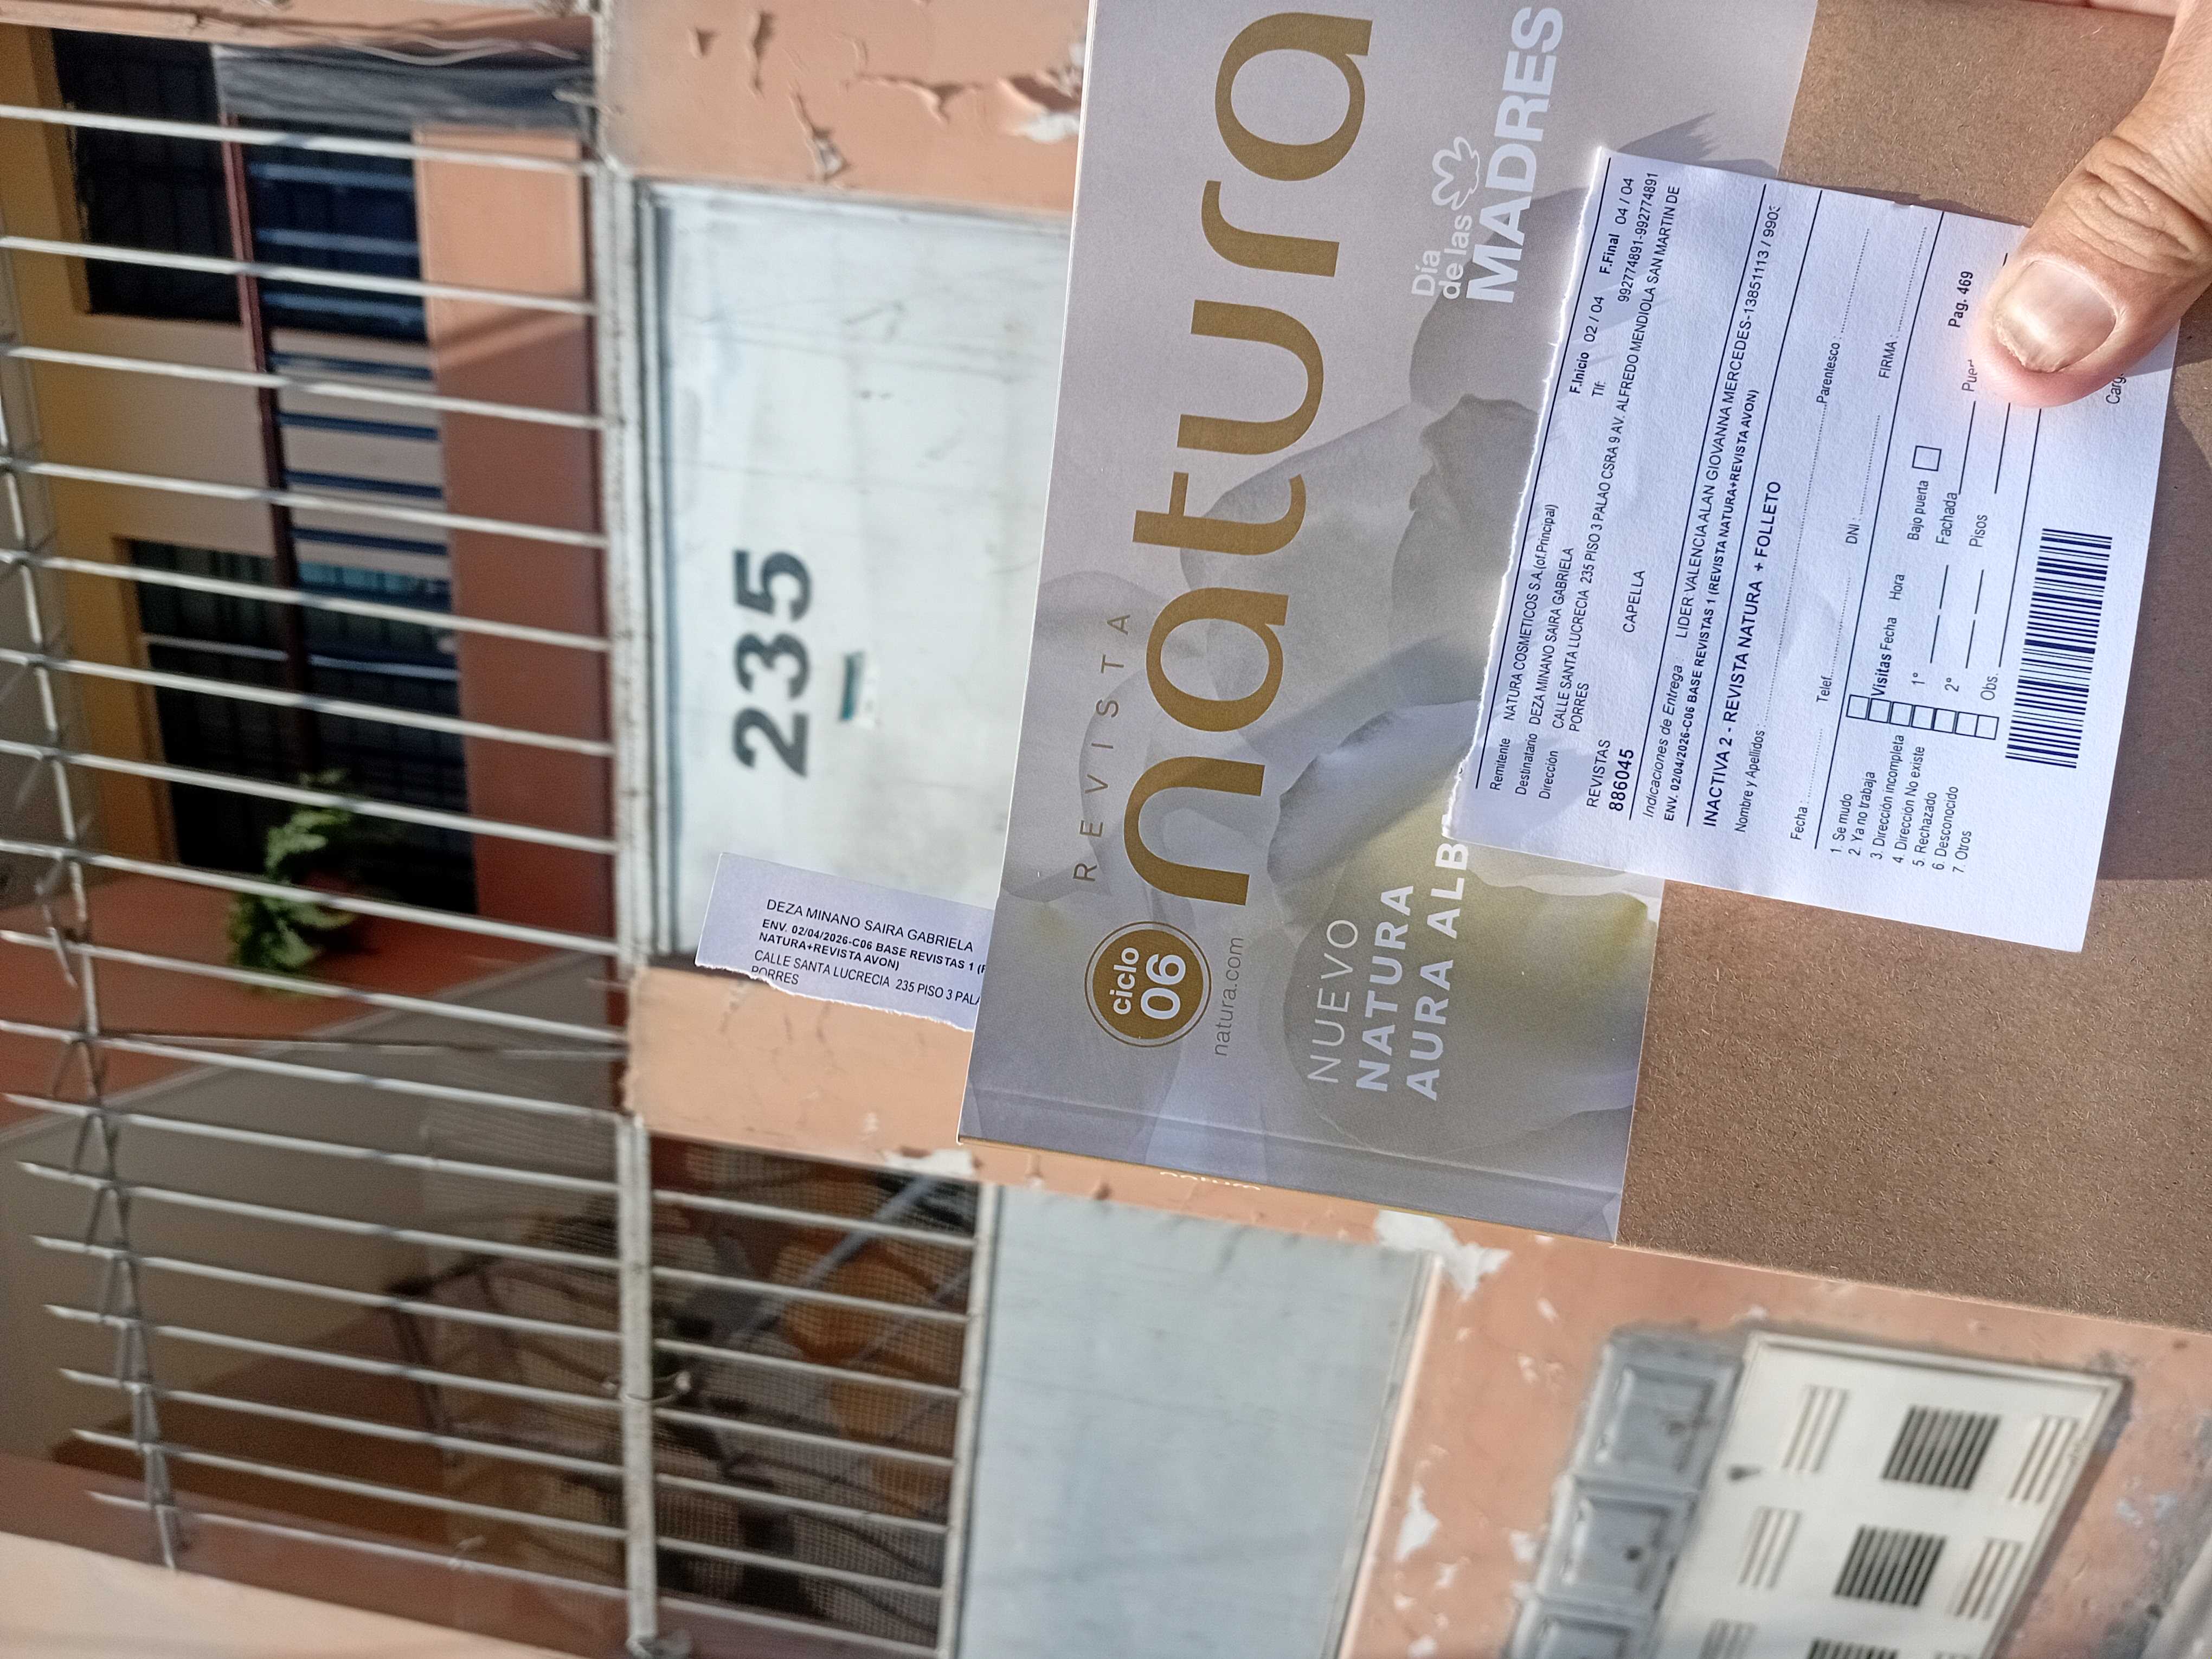 235
DEZA MINANO SAIRA GABRIELA
ENV. 02/04/2026-C06 BASE REVISTAS 1
NATURA+REVISTA AVON)
CALLE SANTA LUCRECIA 235 PISO 3
PORRES
REVISTA
natura
ciclo
06
natura.com
Día
de las
MADRES
NUEVO
NATURA
AURA
Remitente NATURA COSMETICOS S.A.(of.Principal) F.Inicio 02 / 04 F.Final 04 / 04
Destinatario DEZA MINANO SAIRA GABRIELA Tlf: 992774891-992774891
Dirección CALLE SANTA LUCRECIA 235 PISO 3 PALAO CSRA 9 AV. ALFREDO MENDIOLA SAN MARTIN DE
PORRES
REVISTAS CAPELLA
886045
Indicaciones de Entrega : LIDER VALENCIA ALAN GIOVANNA MERCEDES-13851113 /
ENV. 02/04/2026-C06 BASE REVISTAS 1 (REVISTA NATURA+REVISTA AVON)
INACTIVA 2 - REVISTA NATURA + FOLLETO
Nombre y Apellidos : Parentesco :
Fecha : Telef. DNI : FIRMA :
1. Se mudo
2. Ya no trabaja
3. Dirección incompleta
4. Dirección No existe
5. Rechazado
6. Desconocido
7. Otros
Visitas Fecha Hora Bajo puerta
1° Fachada
2° Pisos
Obs.
Pag. 469